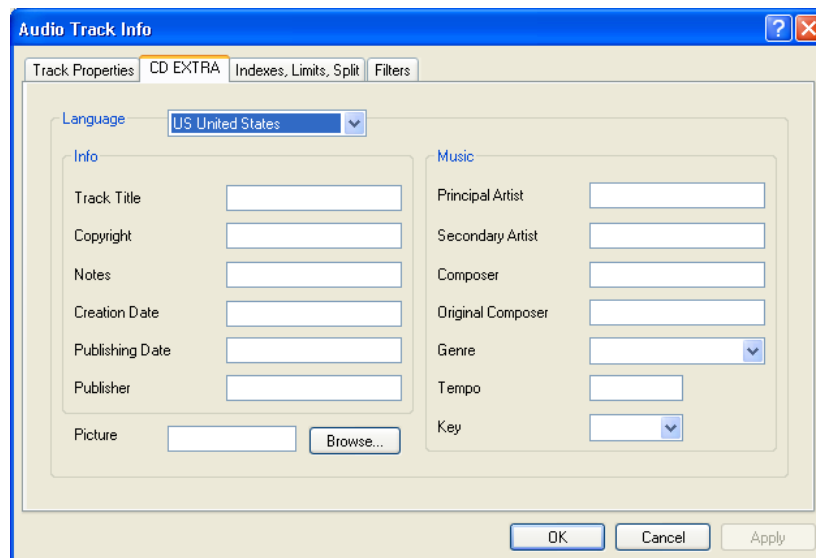 Audio Track Info
?
Track Properties CD EXTRA Indexes, Limits, Split Filters
Language US United States
Info
Track Title
Copyright
Notes
Creation Date
Publishing Date
Publisher
Picture Browse...
Music
Principal Artist
Secondary Artist
Composer
Original Composer
Genre
Tempo
Key
OK Cancel Apply